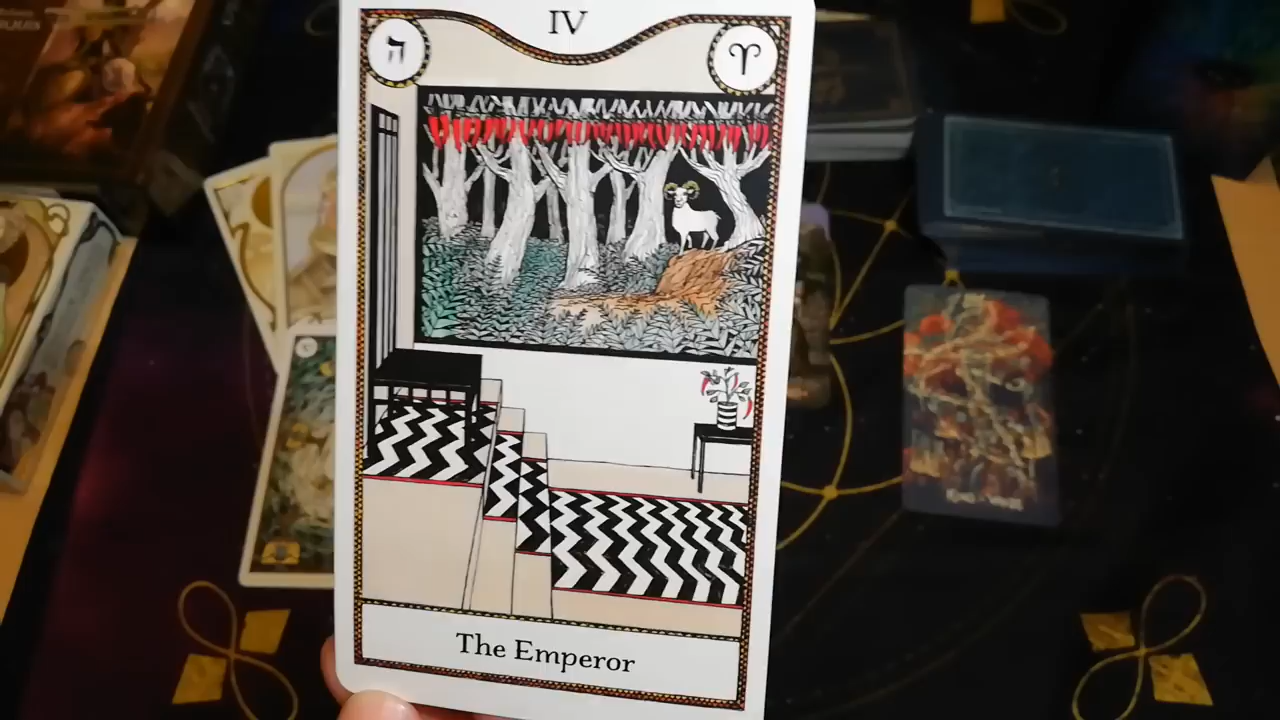 IV
ה
♈
The Emperor